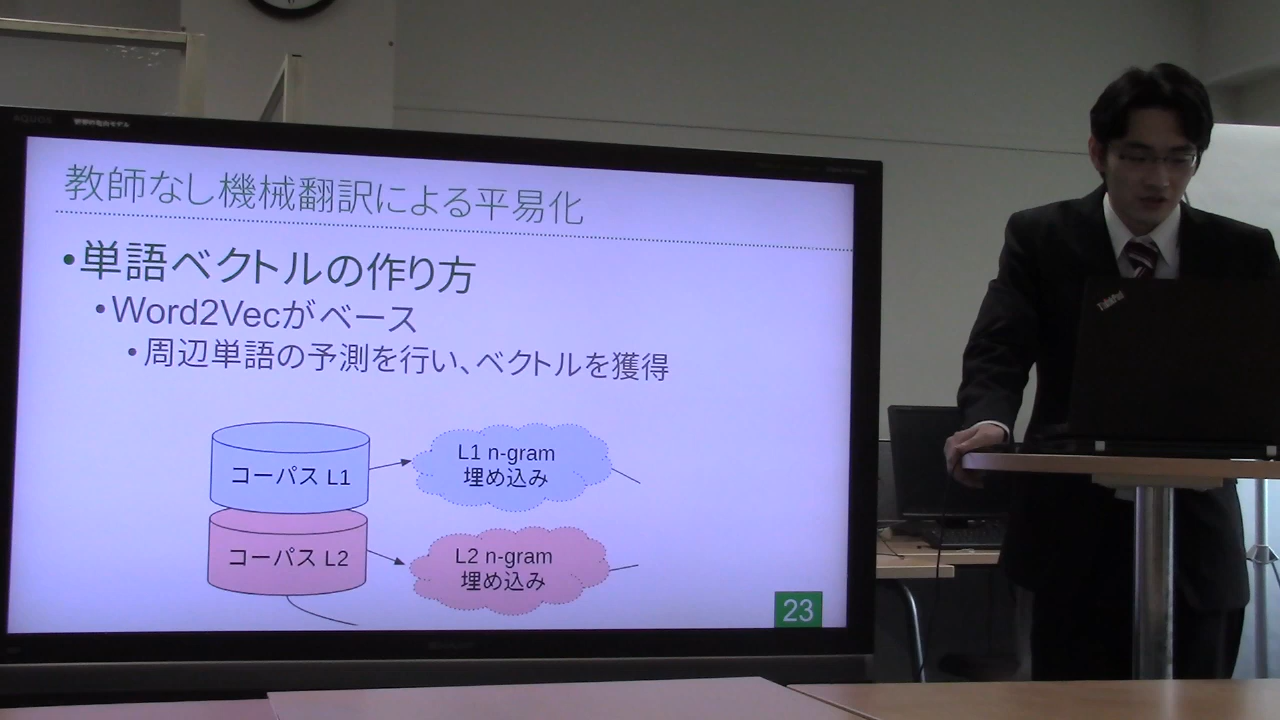 AQUOS
教師なし機械翻訳による平易化
•単語ベクトルの作り方
•Word2Vecがベース
•周辺単語の予測を行い、ベクトルを獲得
コーパス L1
L1 n-gram
埋め込み
コーパス L2
L2 n-gram
埋め込み
23
ThinkPad